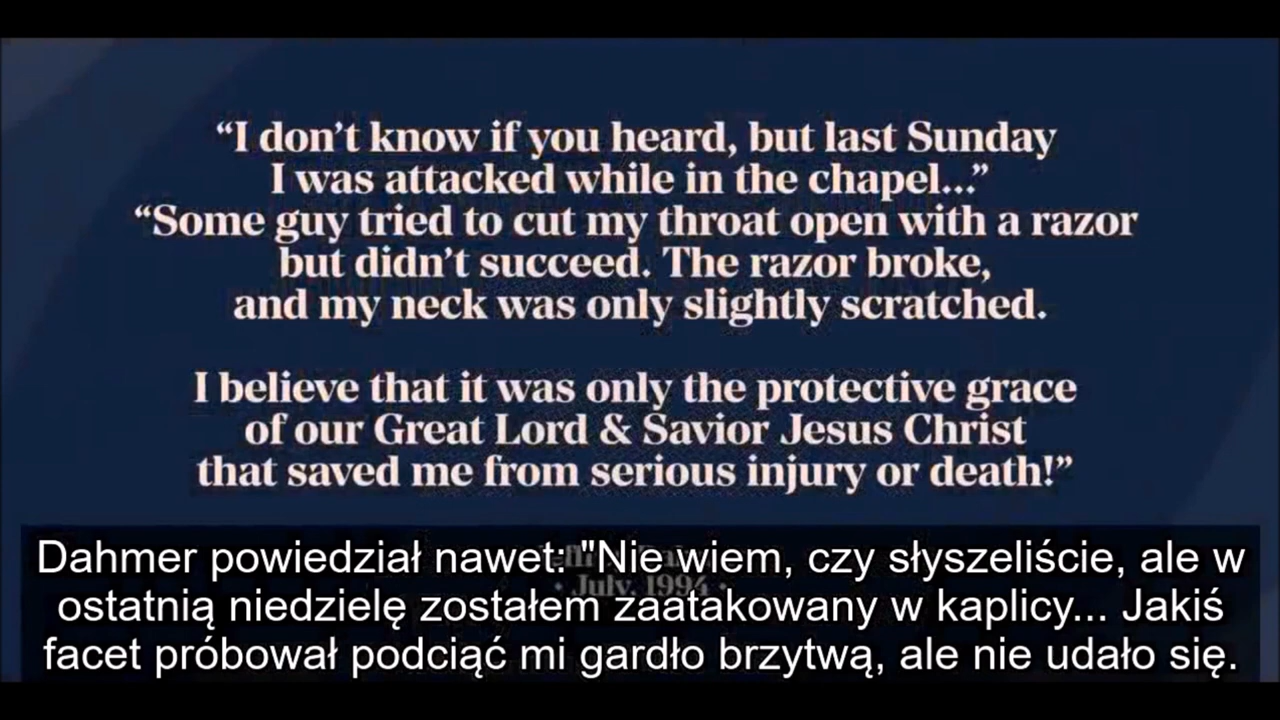 “I don’t know if you heard, but last Sunday
I was attacked while in the chapel...”
“Some guy tried to cut my throat open with a razor
but didn’t succeed. The razor broke,
and my neck was only slightly scratched.
I believe that it was only the protective grace
of our Great Lord & Savior Jesus Christ
that saved me from serious injury or death!”
• July, 1994 •
Dahmer powiedział nawet: "Nie wiem, czy słyszeliście, ale w
ostatnią niedzielę zostałem zaatakowany w kaplicy... Jakiś
facet próbował podciąć mi gardło brzytwą, ale nie udało się.